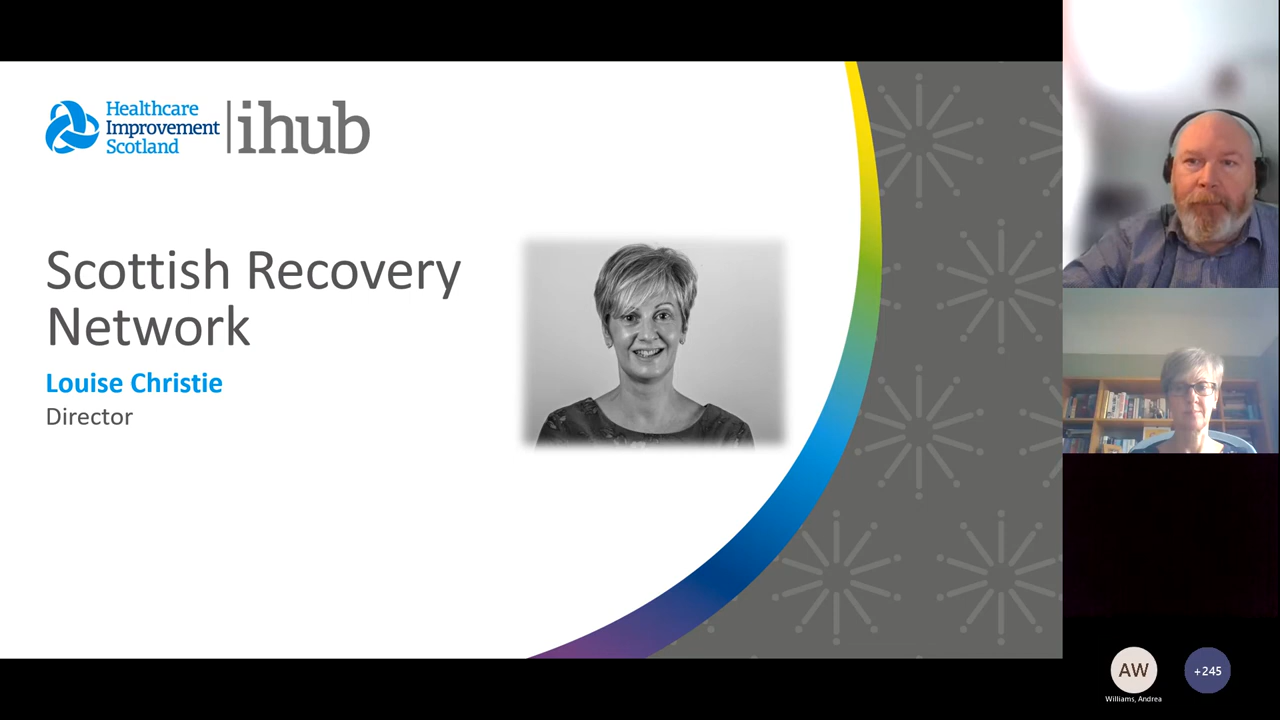 Healthcare
Improvement
Scotland
ihub
Scottish Recovery
Network
Louise Christie
Director
AW
Williams, Andrea
+245